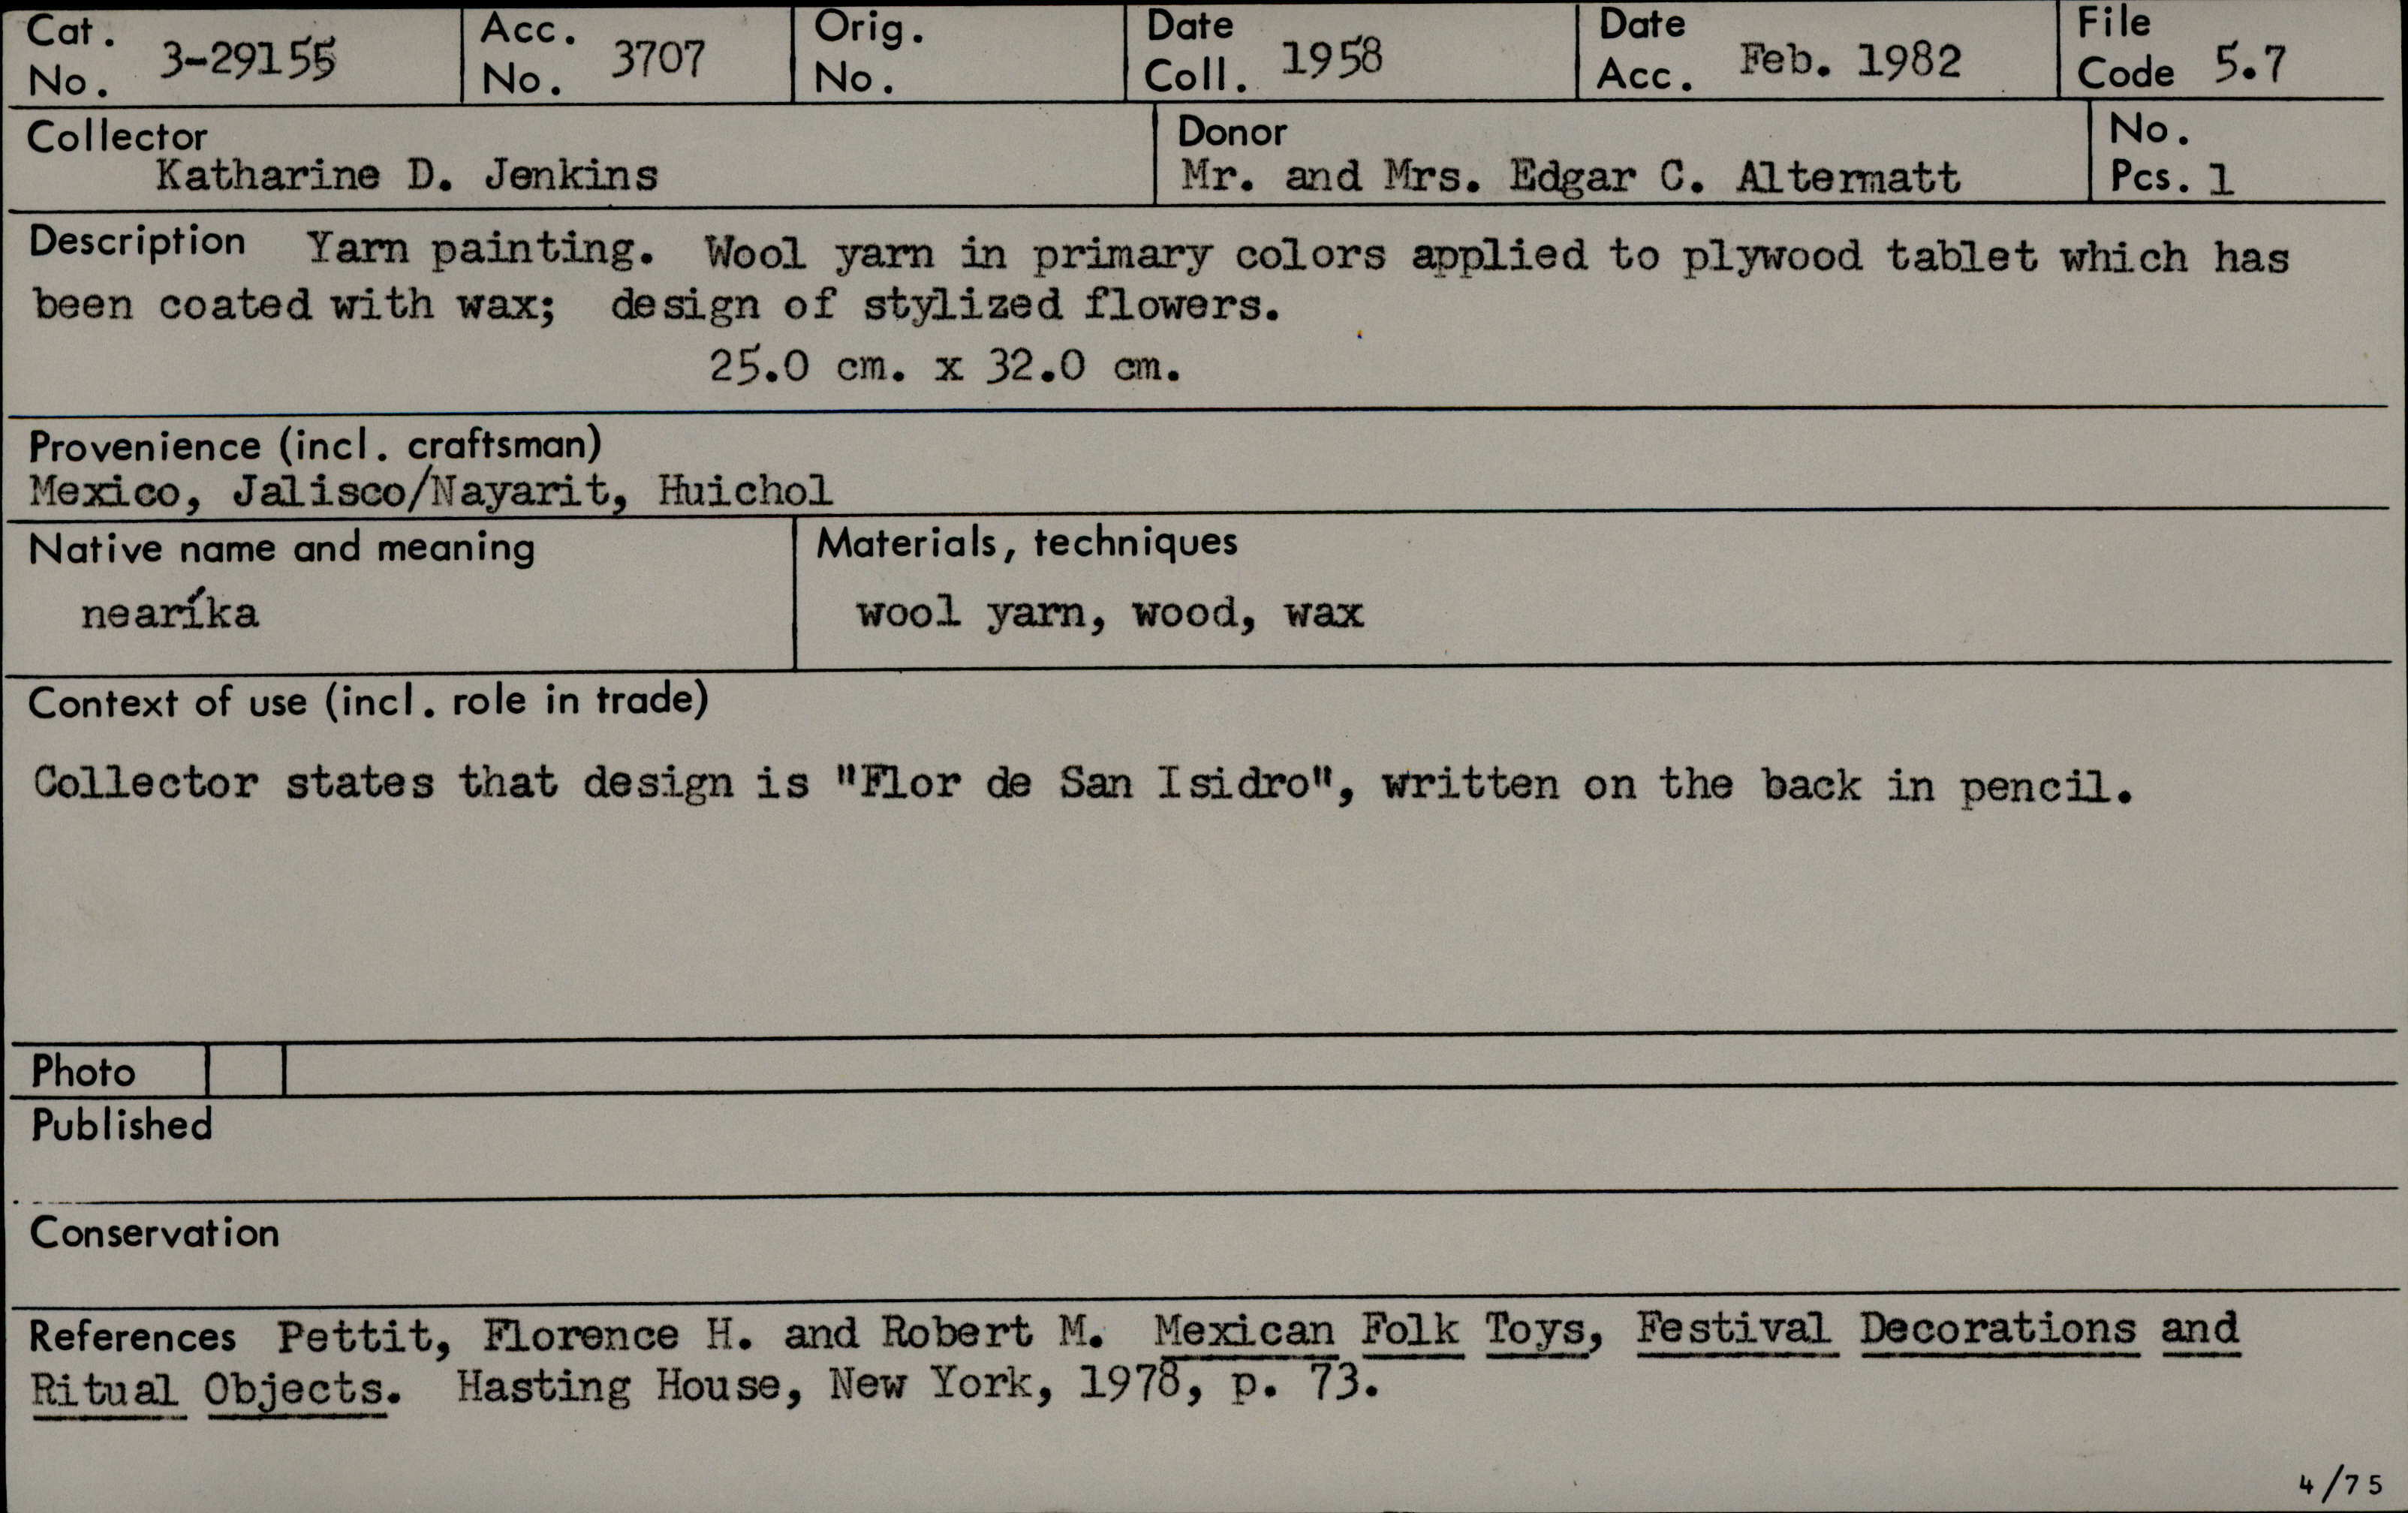 Cat. No. 3-29155 Acc. No. 3707 Orig. No. Date Coll. 1958 Date Acc. Feb. 1982 File Code 5.7
Collector Katharine D. Jenkins Donor Mr. and Mrs. Edgar C. Altermatt No. Pcs. 1
Description Yarn painting. Wool yarn in primary colors applied to plywood tablet which has
been coated with wax; design of stylized flowers.
25.0 cm. x 32.0 cm.
Provenience (incl. craftsman)
Mexico, Jalisco/Nayarit, Huichol
Native name and meaning
nearíka
Materials, techniques
wool yarn, wood, wax
Context of use (incl. role in trade)
Collector states that design is "Flor de San Isidro", written on the back in pencil.
Photo
Published
Conservation
References Pettit, Florence H. and Robert M. Mexican Folk Toys, Festival Decorations and
Ritual Objects. Hasting House, New York, 1978, p. 73.
4/75